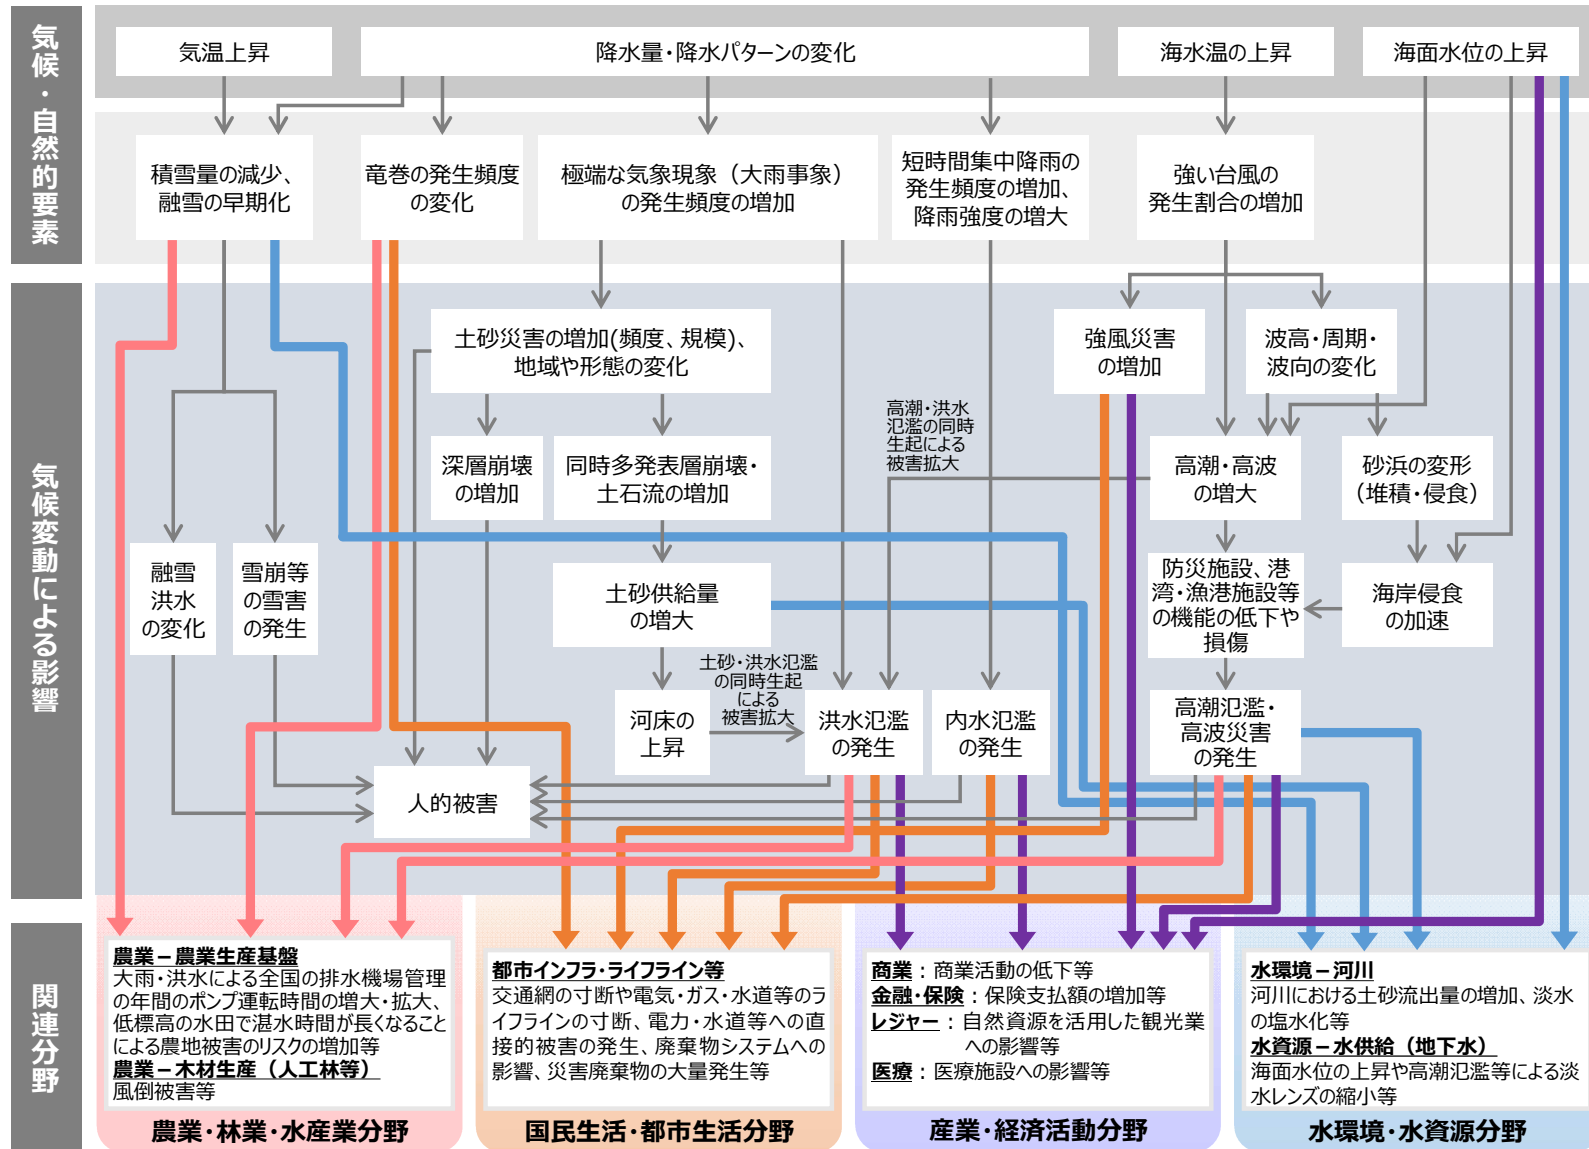 気候・自然的要素
気温上昇
降水量・降水パターンの変化
海水温の上昇
海面水位の上昇
積雪量の減少、
融雪の早期化
竜巻の発生頻度
の変化
極端な気象現象（大雨事象）
の発生頻度の増加
短時間集中降雨の
発生頻度の増加、
降雨強度の増大
強い台風の
発生割合の増加
気候変動による影響
土砂災害の増加(頻度、規模)、
地域や形態の変化
強風災害
の増加
波高・周期・
波向の変化
高潮・洪水
氾濫の同時
生起による
被害拡大
深層崩壊
の増加
同時多発表層崩壊・
土石流の増加
高潮・高波
の増大
砂浜の変形
（堆積・侵食）
融雪
洪水
の変化
雪崩等
の雪害
の発生
土砂供給量
の増大
防災施設、港
湾・漁港施設等
の機能の低下や
損傷
海岸侵食
の加速
土砂・洪水氾濫
の同時生起
による
被害拡大
河床の
上昇
洪水氾濫
の発生
内水氾濫
の発生
高潮氾濫・
高波災害
の発生
人的被害
関連分野
農業－農業生産基盤
大雨・洪水による全国の排水機場管理
の年間のポンプ運転時間の増大・拡大、
低標高の水田で湛水時間が長くなること
による農地被害のリスクの増加等
農業－木材生産（人工林等）
風倒被害等
農業・林業・水産業分野
都市インフラ・ライフライン等
交通網の寸断や電気・ガス・水道等のラ
イフラインの寸断、電力・水道等への直
接的被害の発生、廃棄物システムへの
影響、災害廃棄物の大量発生等
国民生活・都市生活分野
商業：商業活動の低下等
金融・保険：保険支払額の増加等
レジャー：自然資源を活用した観光業
への影響等
医療：医療施設への影響等
産業・経済活動分野
水環境－河川
河川における土砂流出量の増加、淡水
の塩水化等
水資源－水供給（地下水）
海面水位の上昇や高潮氾濫等による淡
水レンズの縮小等
水環境・水資源分野